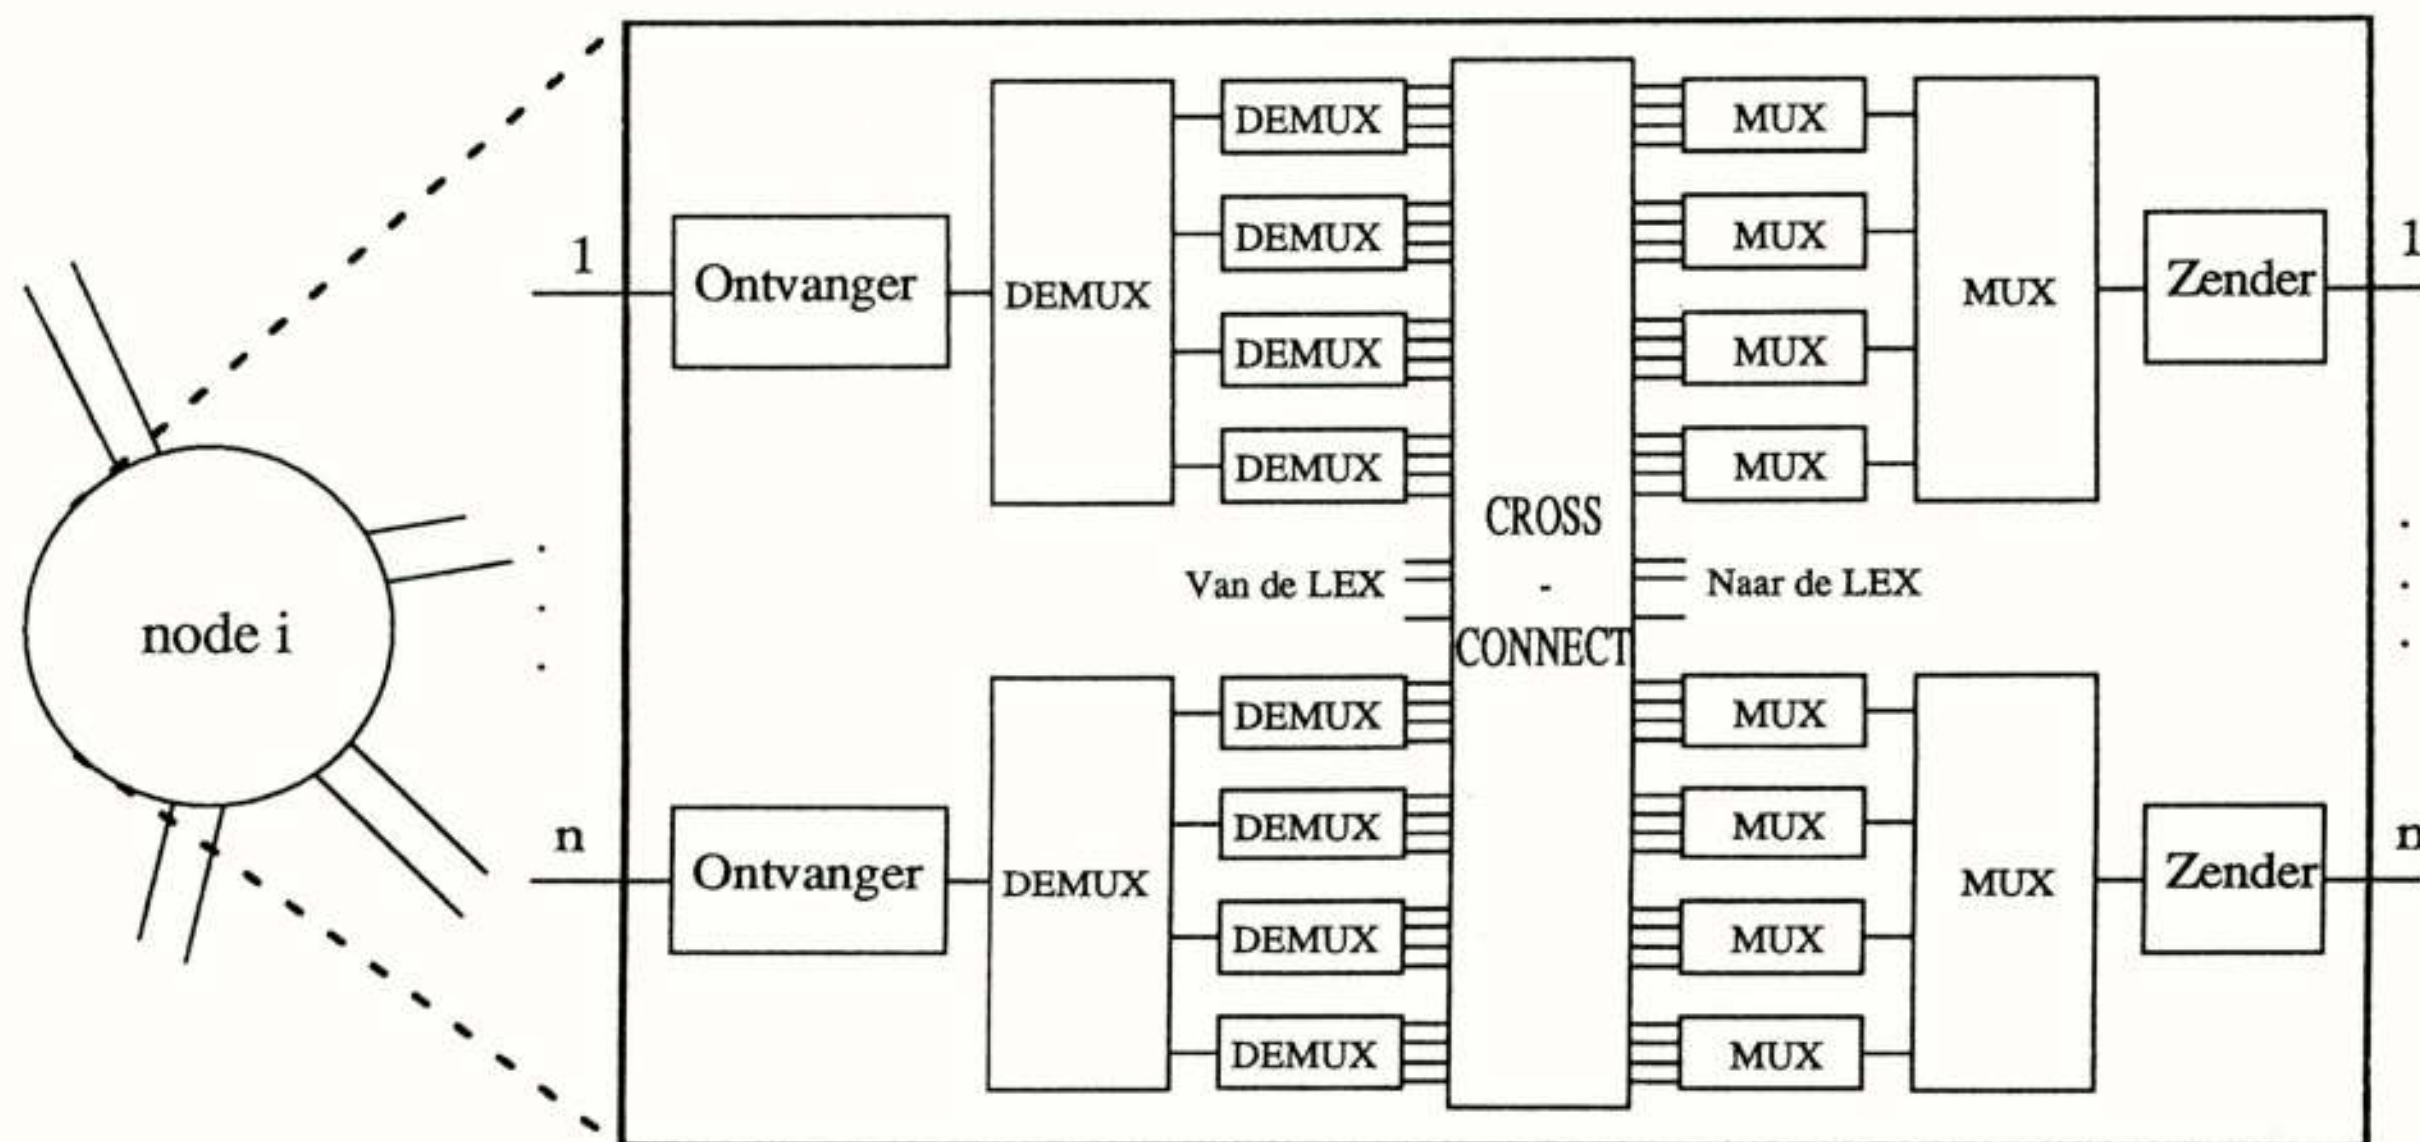 node i
1
Ontvanger
DEMUX
DEMUX
DEMUX
DEMUX
DEMUX
MUX
MUX
MUX
MUX
MUX
Zender
1
CROSS
-
CONNECT
Van de LEX
Naar de LEX
n
Ontvanger
DEMUX
DEMUX
DEMUX
DEMUX
DEMUX
MUX
MUX
MUX
MUX
MUX
Zender
n